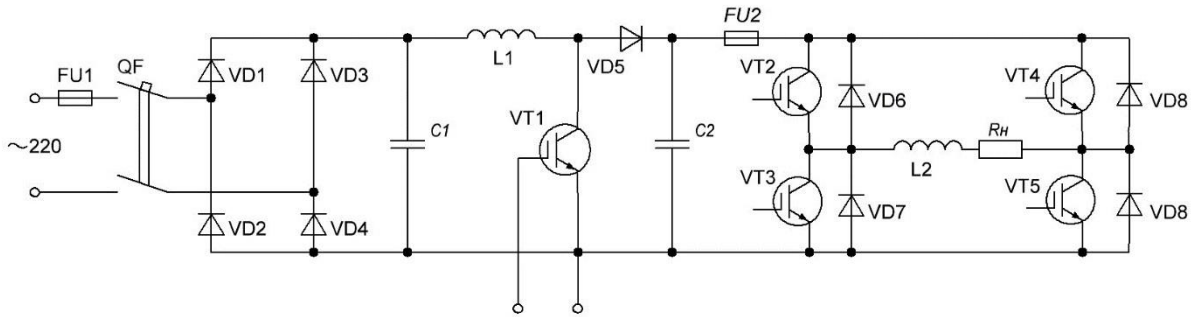 FU1
QF
~220
VD1
VD3
VD2
VD4
C1
L1
VT1
VD5
C2
FU2
VT2
VD6
VT3
VD7
L2
Rн
VT4
VD8
VT5
VD8